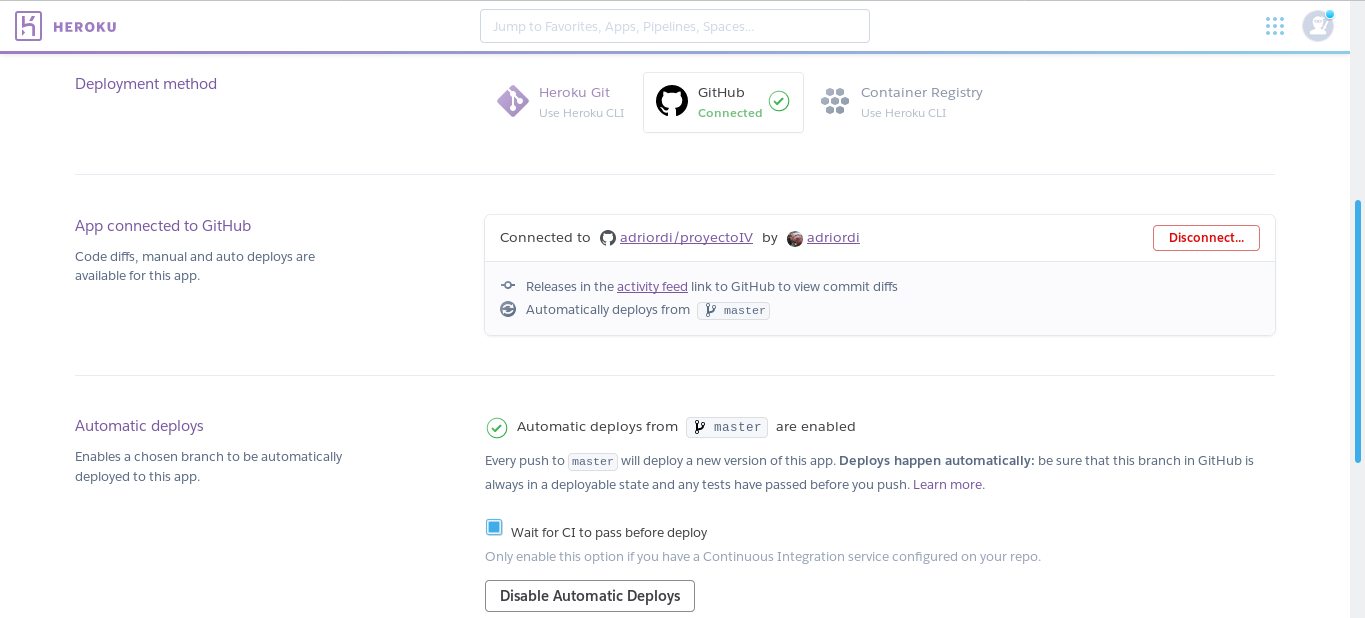 HEROKU
Jump to Favorites, Apps, Pipelines, Spaces...
Deployment method
Heroku Git
Use Heroku CLI
GitHub
Connected
Container Registry
Use Heroku CLI
App connected to GitHub
Code diffs, manual and auto deploys are
available for this app.
Connected to adriordi/proyectoIV by adriordi
Disconnect...
Releases in the activity feed link to GitHub to view commit diffs
Automatically deploys from master
Automatic deploys
Enables a chosen branch to be automatically
deployed to this app.
Automatic deploys from master are enabled
Every push to master will deploy a new version of this app. Deploys happen automatically: be sure that this branch in GitHub is
always in a deployable state and any tests have passed before you push. Learn more.
Wait for CI to pass before deploy
Only enable this option if you have a Continuous Integration service configured on your repo.
Disable Automatic Deploys